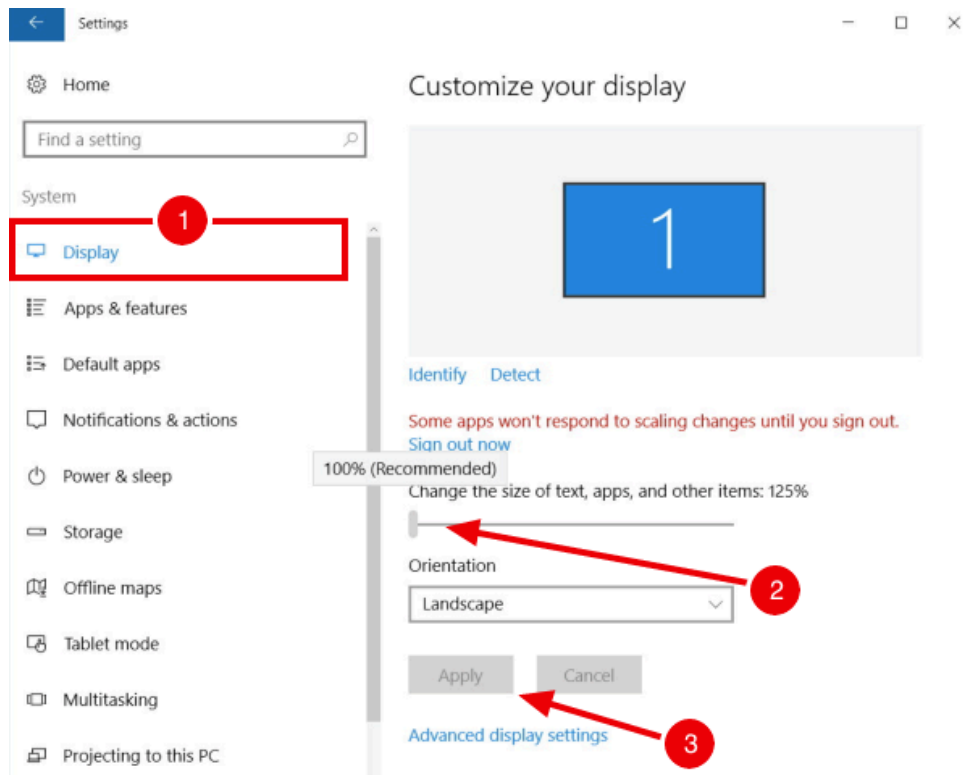 Settings
Home
Find a setting
System
1
Display
Apps & features
Default apps
Notifications & actions
Power & sleep
Storage
Offline maps
Tablet mode
Multitasking
Projecting to this PC
Customize your display
1
Identify Detect
Some apps won't respond to scaling changes until you sign out.
Sign out now
100% (Recommended)
Change the size of text, apps, and other items: 125%
Orientation
2
Landscape
Apply Cancel
Advanced display settings
3